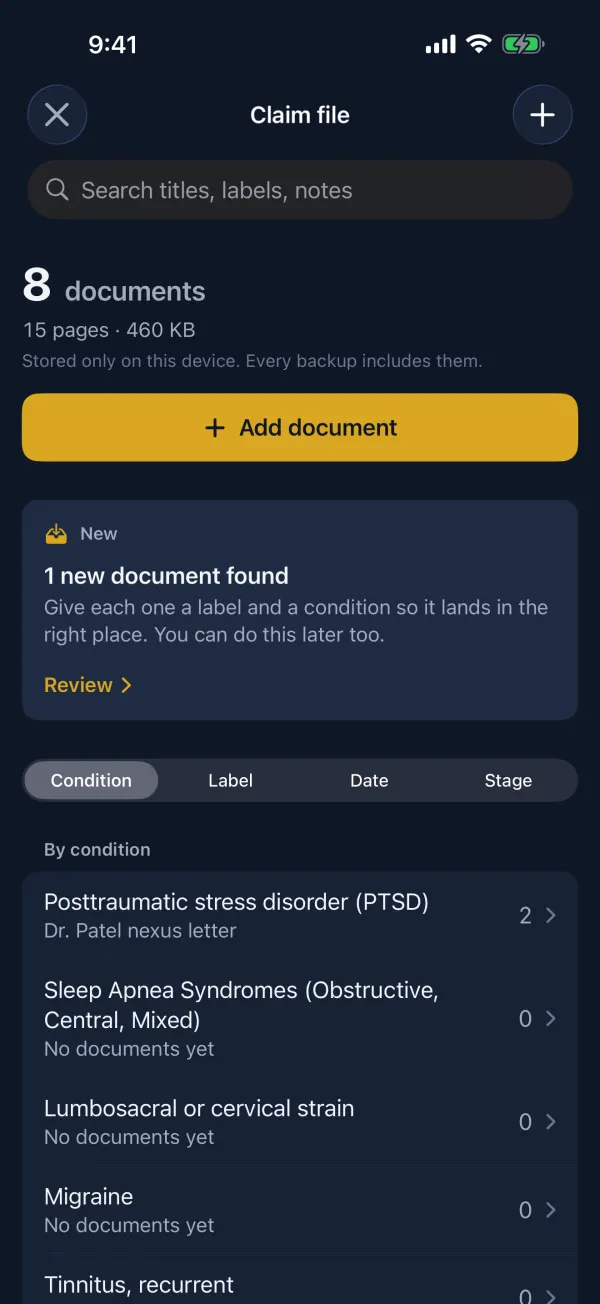 9:41
Claim file
Search titles, labels, notes
8 documents
15 pages · 460 KB
Stored only on this device. Every backup includes them.
+ Add document
New
1 new document found
Give each one a label and a condition so it lands in the
right place. You can do this later too.
Review
Condition Label Date Stage
By condition
Posttraumatic stress disorder (PTSD)
Dr. Patel nexus letter
2
Sleep Apnea Syndromes (Obstructive,
Central, Mixed)
No documents yet
0
Lumbosacral or cervical strain
No documents yet
0
Migraine
No documents yet
0
Tinnitus, recurrent
0